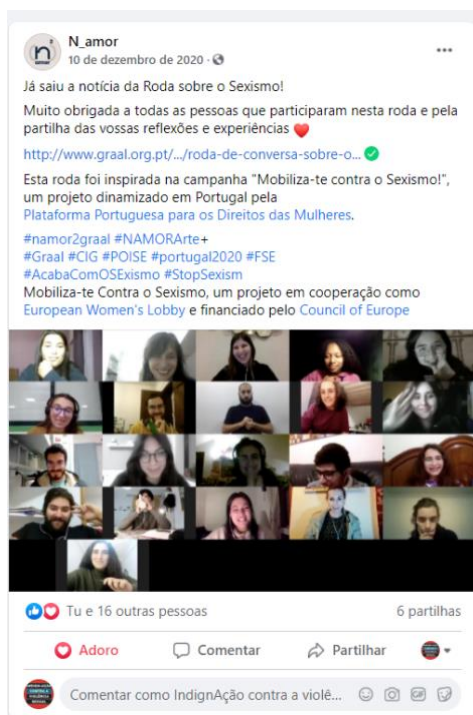 N_amor
10 de dezembro de 2020 ·
Já saiu a notícia da Roda sobre o Sexismo!
Muito obrigada a todas as pessoas que participaram nesta roda e pela
partilha das vossas reflexões e experiências
http://www.graal.org.pt/.../roda-de-conversa-sobre-o...
Esta roda foi inspirada na campanha "Mobiliza-te contra o Sexismo!",
um projeto dinamizado em Portugal pela
Plataforma Portuguesa para os Direitos das Mulheres.
#namor2graal #NAMORArte+
#Graal #CIG #POISE #portugal2020 #FSE
#AcabaComOSExismo #StopSexism
Mobiliza-te Contra o Sexismo, um projeto em cooperação como
European Women's Lobby e financiado pelo Council of Europe
Tu e 16 outras pessoas 6 partilhas
Adoro Comentar Partilhar
Comentar como IndignAção contra a violê... GIF